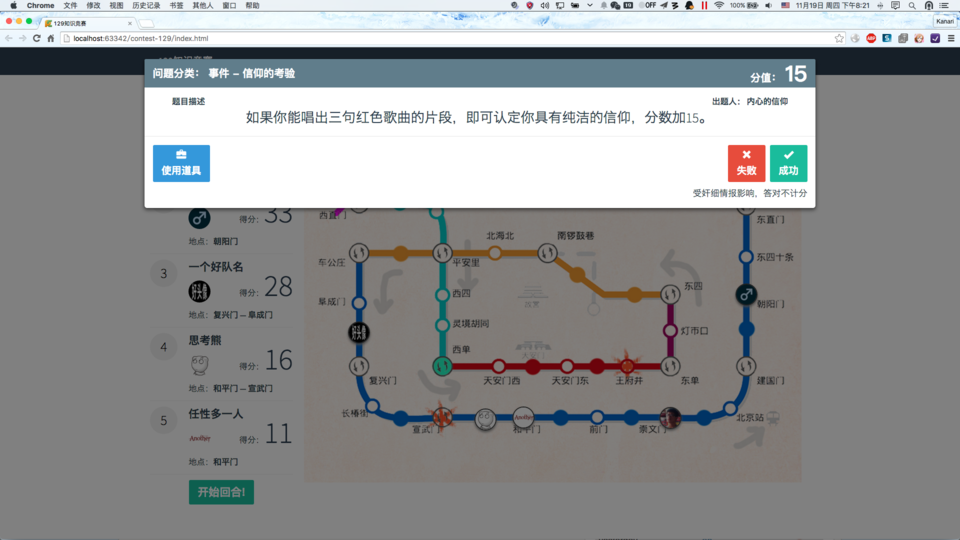 Chrome 文件 修改 视图 历史记录 书签 其他人 窗口 帮助
OFF 100% 11月19日 周四 下午8:21
129知识竞赛
Kanari
localhost:63342/contest-129/index.html
问题分类： 事件 – 信仰的考验
分值：15
题目描述
出题人： 内心的信仰
如果你能唱出三句红色歌曲的片段，即可认定你具有纯洁的信仰，分数加15。
使用道具
失败
成功
受奸细情报影响，答对不计分
得分：33
地点：朝阳门
3
一个好队名
得分：28
地点：复兴门 – 阜成门
4
思考熊
得分：16
地点：和平门 – 宣武门
5
任性多一人
Another
得分：11
地点：和平门
开始回合!
西直门
东直门
北海北
南锣鼓巷
车公庄
平安里
东四十条
西四
东四
阜成门
朝阳门
灵境胡同
灯市口
西单
天安门
复兴门
天安门西
天安门东
王府井
东单
建国门
长椿街
北京站
宣武门
Another
和平门
前门
崇文门